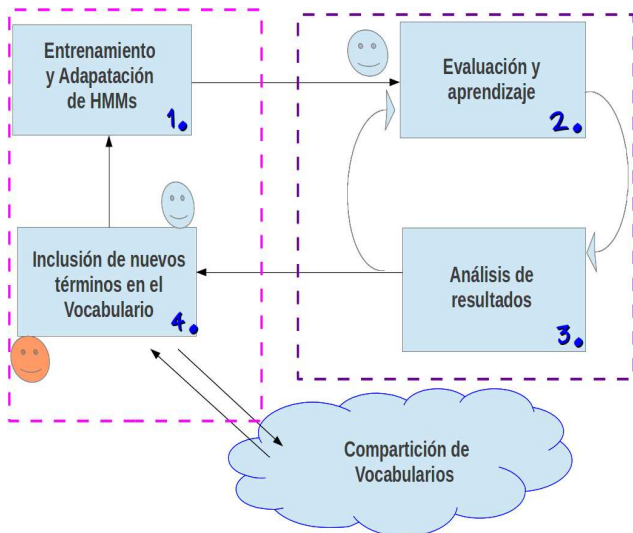 Entrenamiento
y Adapatación
de HMMs
1.
Evaluación y
aprendizaje
2.
Inclusión de nuevos
términos en el
Vocabulario
4.
Análisis de
resultados
3.
Compartición de
Vocabularios